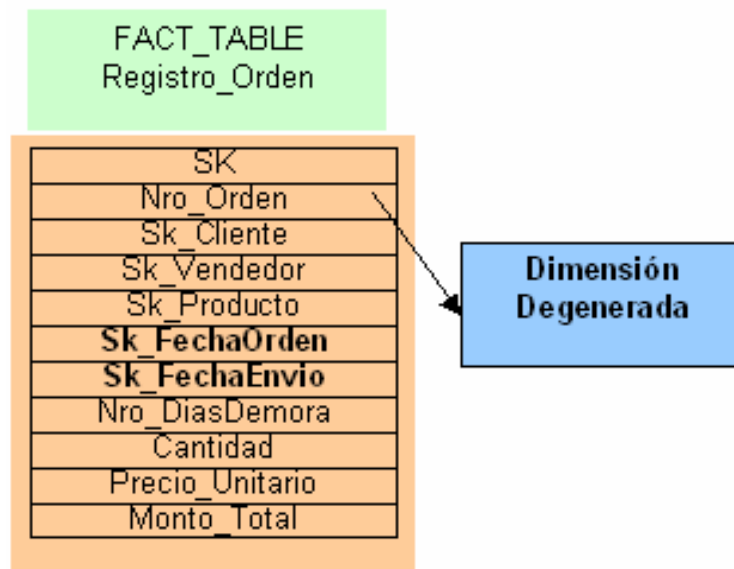 FACT_TABLE
Registro_Orden
SK
Nro_Orden
Sk_Cliente
Sk_Vendedor
Sk_Producto
Sk_FechaOrden
Sk_FechaEnvio
Nro_DiasDemora
Cantidad
Precio_Unitario
Monto_Total
Dimensión
Degenerada